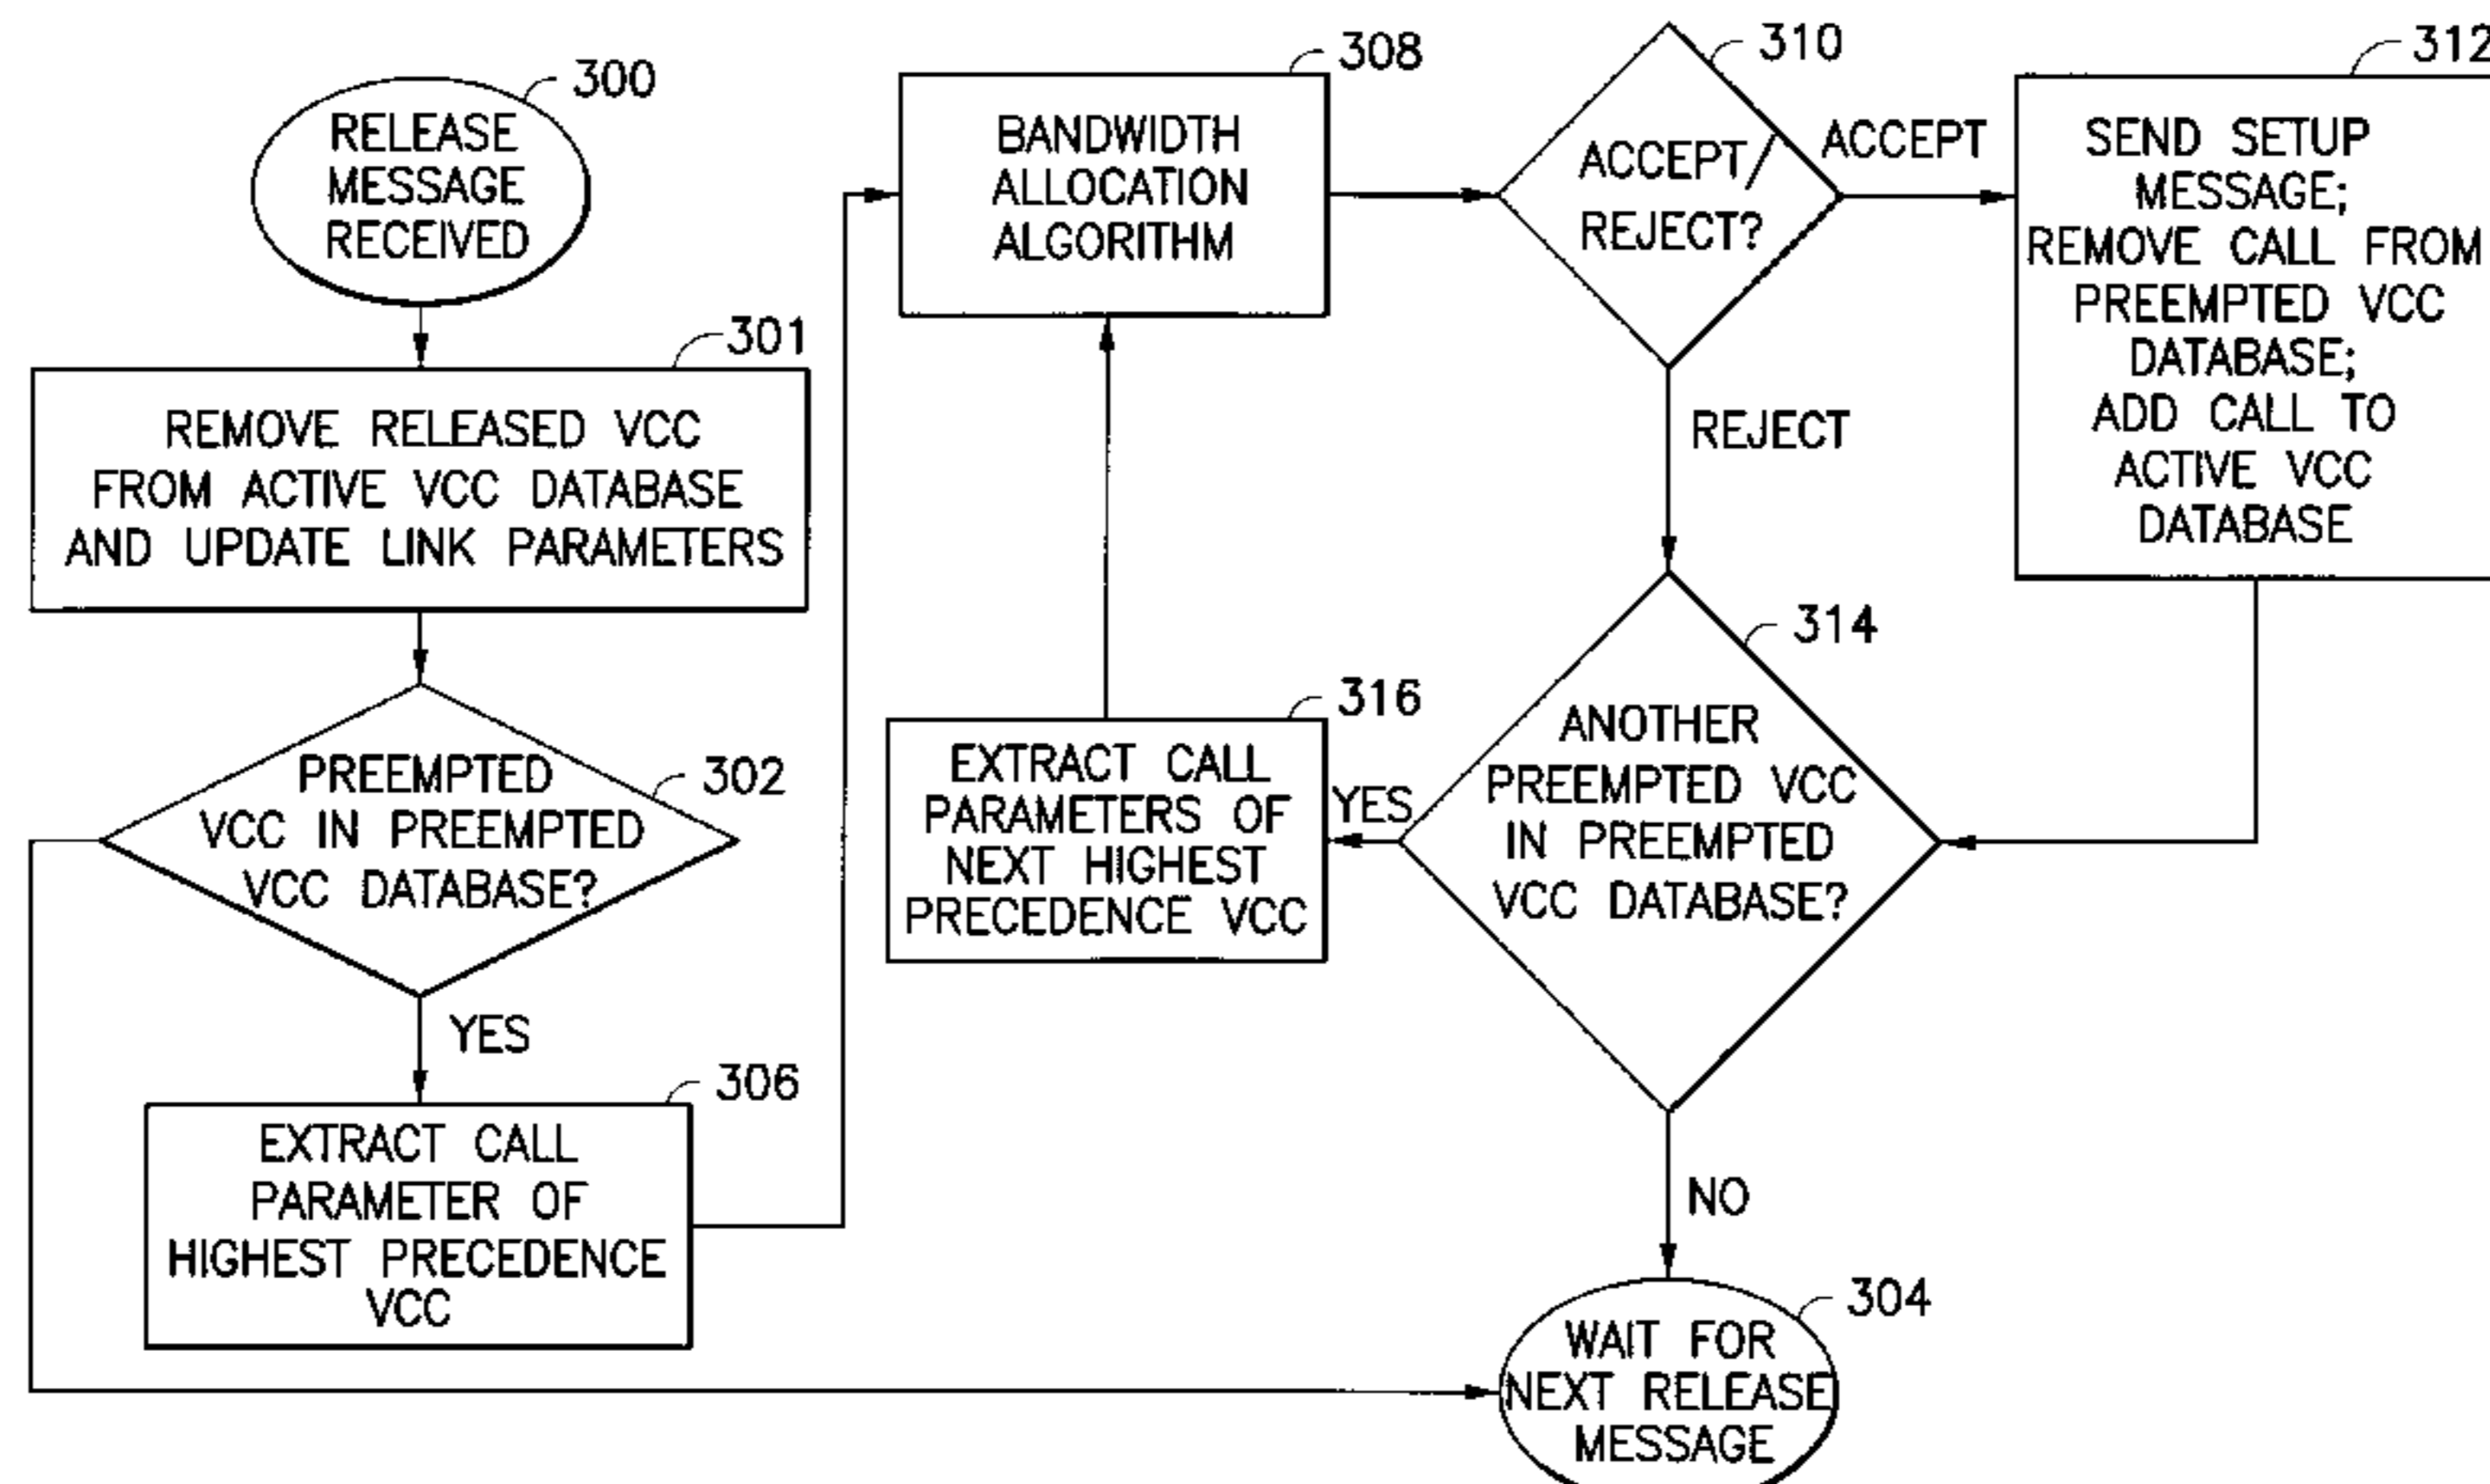 300
RELEASE
MESSAGE
RECEIVED
301
REMOVE RELEASED VCC
FROM ACTIVE VCC DATABASE
AND UPDATE LINK PARAMETERS
302
PREEMPTED
VCC IN PREEMPTED
VCC DATABASE?
YES
306
EXTRACT CALL
PARAMETER OF
HIGHEST PRECEDENCE
VCC
308
BANDWIDTH
ALLOCATION
ALGORITHM
310
ACCEPT/
REJECT?
ACCEPT
REJECT
312
SEND SETUP
MESSAGE;
REMOVE CALL FROM
PREEMPTED VCC
DATABASE;
ADD CALL TO
ACTIVE VCC
DATABASE
314
ANOTHER
PREEMPTED VCC
IN PREEMPTED
VCC DATABASE?
YES
316
EXTRACT CALL
PARAMETERS OF
NEXT HIGHEST
PRECEDENCE VCC
NO
304
WAIT FOR
NEXT RELEASE
MESSAGE